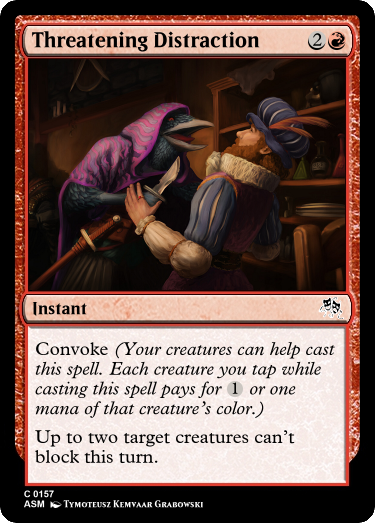 Threatening Distraction 2
Instant
Convoke (Your creatures can help cast
this spell. Each creature you tap while
casting this spell pays for 1 or one
mana of that creature's color.)
Up to two target creatures can't
block this turn.
C 0157
ASM Tymoteusz Kemvaar Grabowski